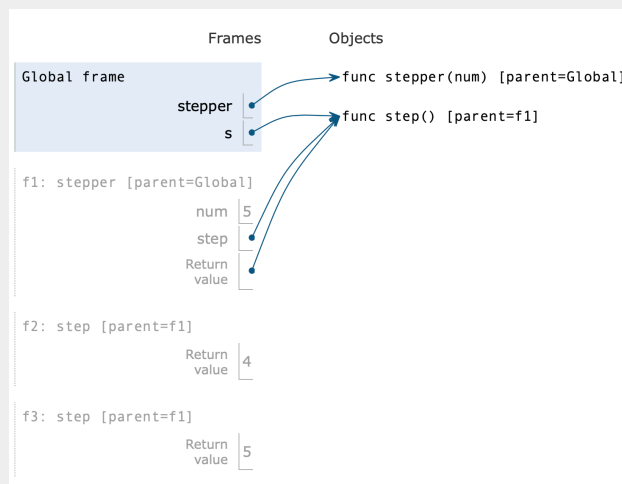 Frames Objects
Global frame
stepper
s
func stepper(num) [parent=Global]
func step() [parent=f1]
f1: stepper [parent=Global]
num 5
step
Return
value
f2: step [parent=f1]
Return
value 4
f3: step [parent=f1]
Return
value 5